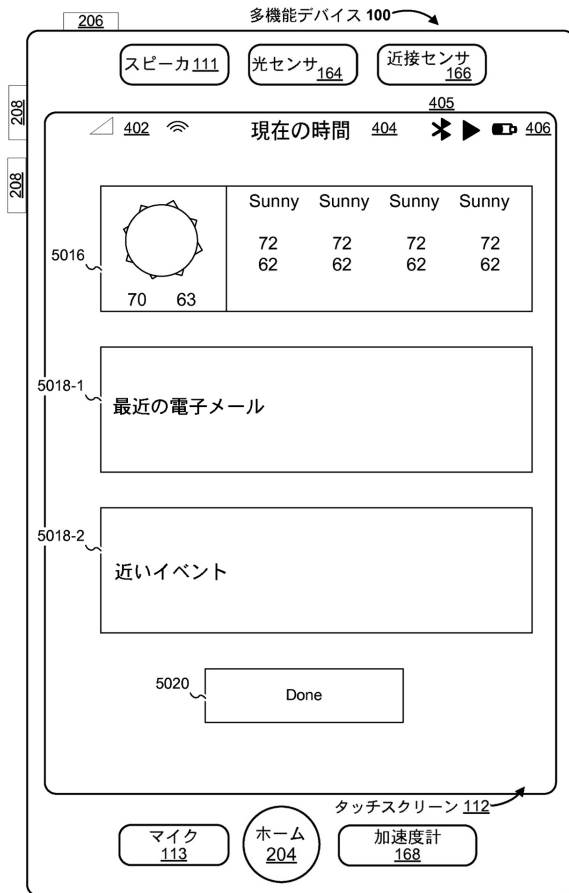 206
多機能デバイス 100
スピーカ 111
光センサ 164
近接センサ
166
208
208
405
402
現在の時間 404
406
5016
Sunny Sunny Sunny Sunny
72 72 72 72
62 62 62 62
70 63
5018-1
最近の電子メール
5018-2
近いイベント
5020
Done
タッチスクリーン 112
マイク
113
ホーム
204
加速度計
168